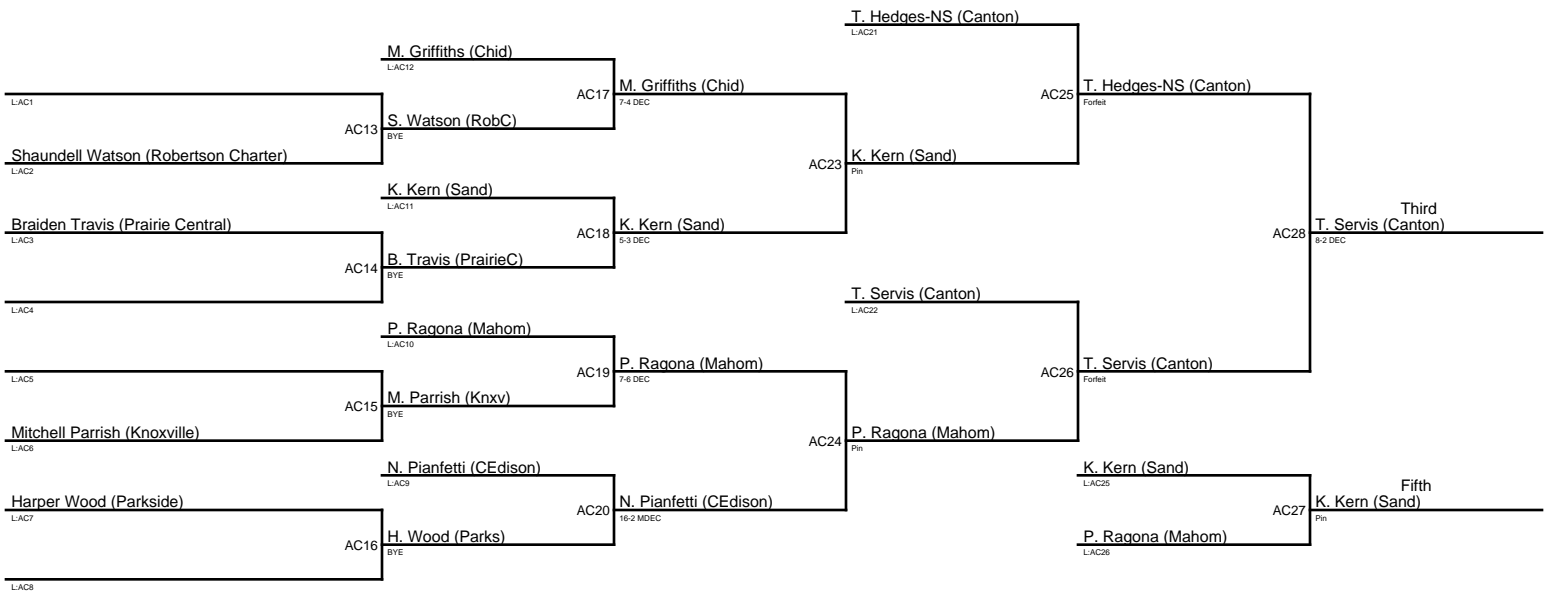 T. Hedges-NS (Canton)
L:AC21
M. Griffiths (Chid)
L:AC12
AC17
M. Griffiths (Chid)
7-4 DEC
AC25
T. Hedges-NS (Canton)
Forfeit
L:AC1
AC13
S. Watson (RobC)
BYE
Shaundell Watson (Robertson Charter)
L:AC2
AC23
K. Kern (Sand)
Pin
K. Kern (Sand)
L:AC11
Braiden Travis (Prairie Central)
L:AC3
AC18
K. Kern (Sand)
5-3 DEC
AC28
Third
T. Servis (Canton)
8-2 DEC
AC14
B. Travis (PrairieC)
BYE
L:AC4
T. Servis (Canton)
L:AC22
P. Ragona (Mahom)
L:AC10
L:AC5
AC19
P. Ragona (Mahom)
7-6 DEC
AC26
T. Servis (Canton)
Forfeit
AC15
M. Parrish (Knxv)
BYE
Mitchell Parrish (Knoxville)
L:AC6
AC24
P. Ragona (Mahom)
Pin
N. Pianfetti (CEdison)
L:AC9
K. Kern (Sand)
L:AC25
Harper Wood (Parkside)
L:AC7
AC20
N. Pianfetti (CEdison)
16-2 MDEC
AC27
Fifth
K. Kern (Sand)
Pin
AC16
H. Wood (Parks)
BYE
P. Ragona (Mahom)
L:AC26
L:AC8